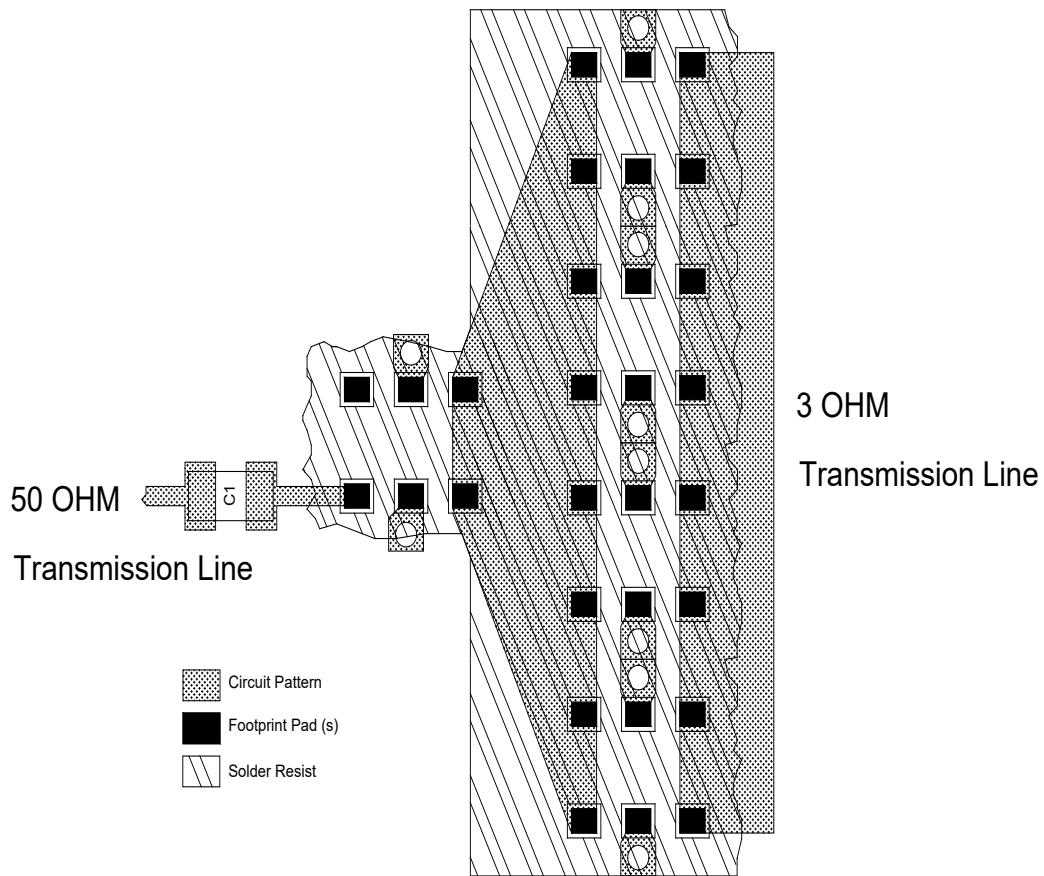 3 OHM
Transmission Line
50 OHM
C1
Transmission Line
Circuit Pattern
Footprint Pad (s)
Solder Resist